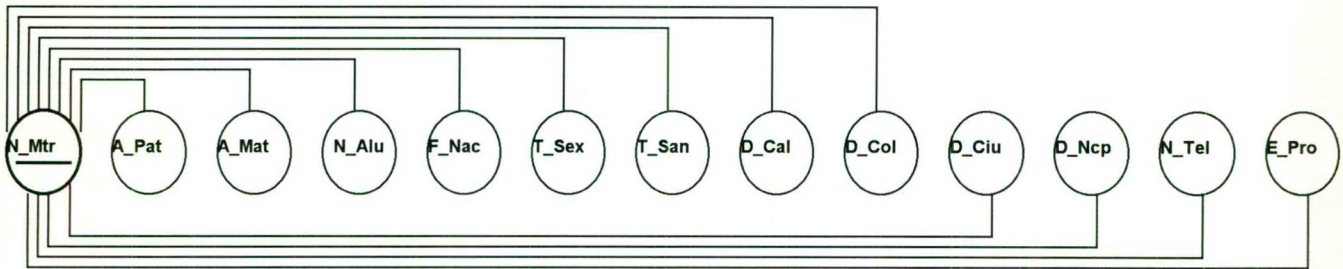 N_Mtr A_Pat A_Mat N_Alu F_Nac T_Sex T_San D_Cal D_Col D_Ciu D_Ncp N_Tel E_Pro